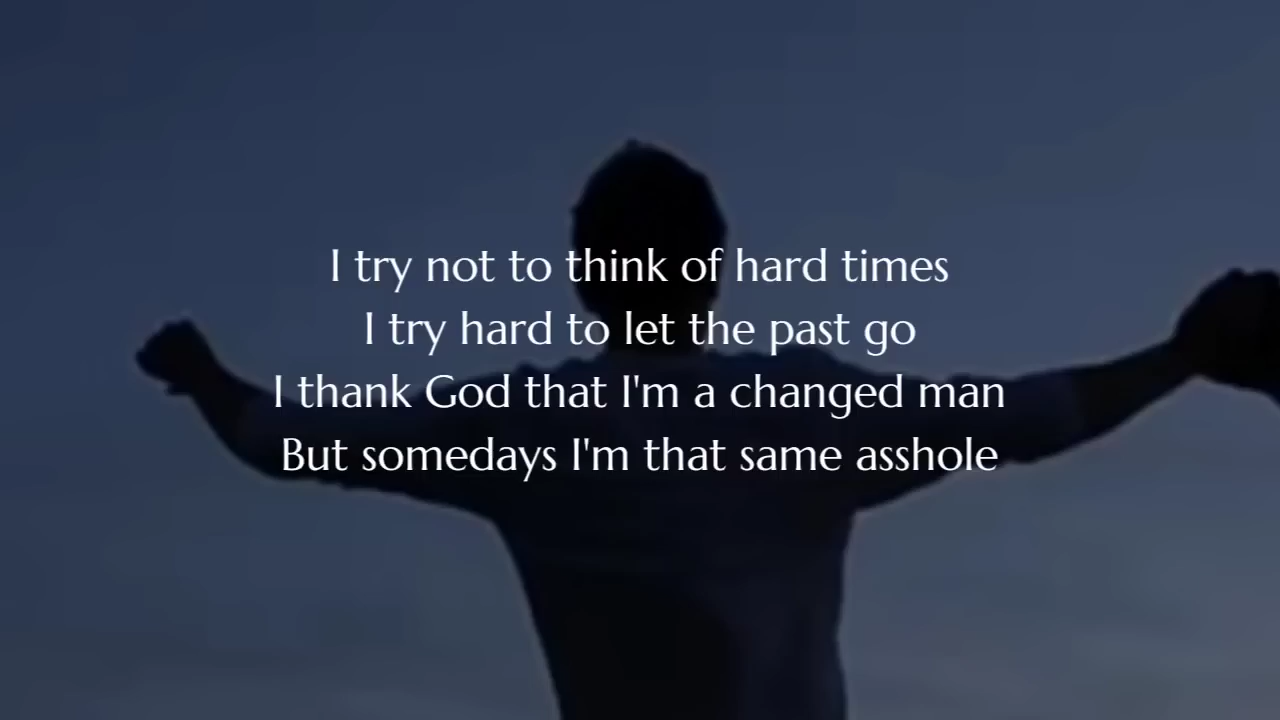 I try not to think of hard times
I try hard to let the past go
I thank God that I'm a changed man
But somedays I'm that same asshole